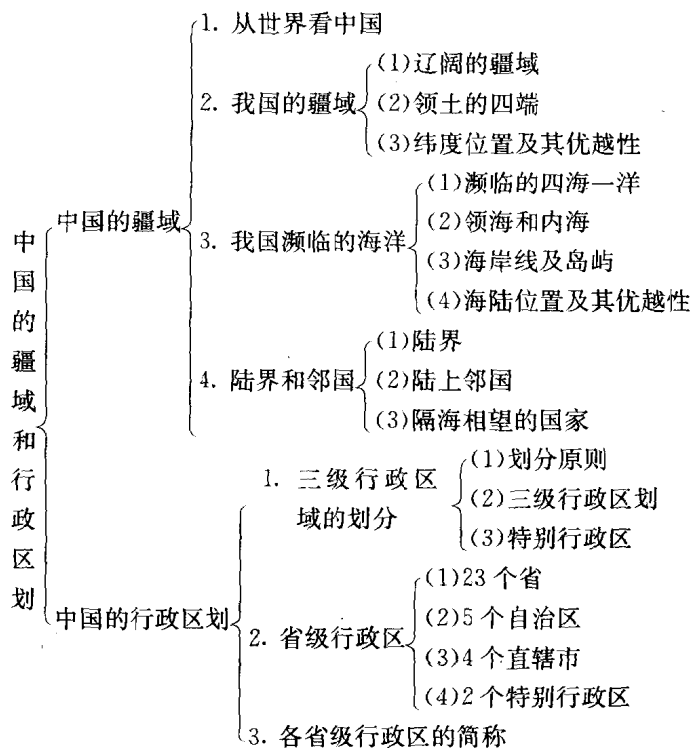 中国的疆域和行政区划
中国的疆域
1. 从世界看中国
2. 我国的疆域
(1)辽阔的疆域
(2)领土的四端
(3)纬度位置及其优越性
3. 我国濒临的海洋
(1)濒临的四海一洋
(2)领海和内海
(3)海岸线及岛屿
(4)海陆位置及其优越性
4. 陆界和邻国
(1)陆界
(2)陆上邻国
(3)隔海相望的国家
中国的行政区划
1. 三级行政区
域的划分
(1)划分原则
(2)三级行政区划
(3)特别行政区
2. 省级行政区
(1)23个省
(2)5个自治区
(3)4个直辖市
(4)2个特别行政区
3. 各省级行政区的简称